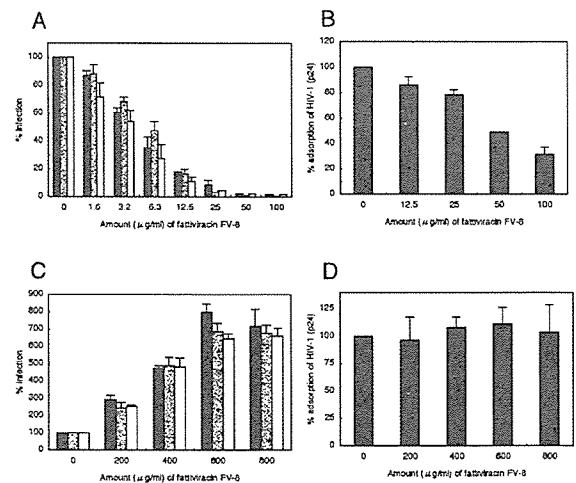 A
% infection
100
80
60
40
20
0
0 1.6 3.2 6.3 12.5 25 50 100
Amount (μg/ml) of fattiviracin FV-8
B
% adsorption of HIV-1 (p24)
120
100
80
60
40
20
0
0 12.5 25 50 100
Amount (μg/ml) of fattiviracin FV-8
C
% infection
900
800
700
600
500
400
300
200
100
0
0 200 400 600 800
Amount (μg/ml) of fattiviracin FV-8
D
% adsorption of HIV-1 (p24)
125
100
75
50
25
0
0 200 400 600 800
Amount (μg/ml) of fattiviracin FV-8